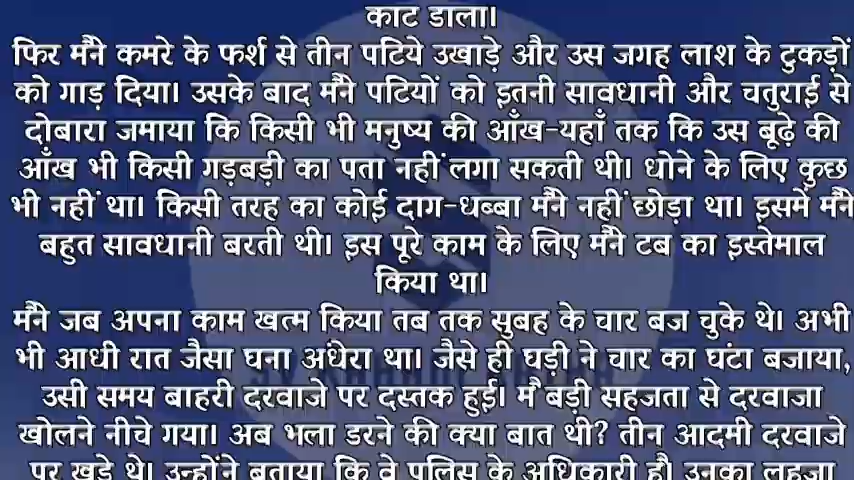 काट डाला।
फिर मैंने कमरे के फर्श से तीन पटिये उखाड़े और उस जगह लाश के टुकड़ों
को गाड़ दिया। उसके बाद मैंने पटियों को इतनी सावधानी और चतुराई से
दोबारा जमाया कि किसी भी मनुष्य की आँख-यहाँ तक कि उस बूढ़े की
आँख भी किसी गड़बड़ी का पता नहीं लगा सकती थी। धोने के लिए कुछ
भी नहीं था। किसी तरह का कोई दाग-धब्बा मैंने नहीं छोड़ा था। इसमें मैंने
बहुत सावधानी बरती थी। इस पूरे काम के लिए मैंने टब का इस्तेमाल
किया था।
मैंने जब अपना काम खत्म किया तब तक सुबह के चार बज चुके थे। अभी
भी आधी रात जैसा घना अंधेरा था। जैसे ही घड़ी ने चार का घंटा बजाया,
उसी समय बाहरी दरवाजे पर दस्तक हुई। मैं बड़ी सहजता से दरवाजा
खोलने नीचे गया। अब भला डरने की क्या बात थी? तीन आदमी दरवाजे
पर खड़े थे। उन्होंने बताया कि वे पुलिस के अधिकारी हैं। उनका लहजा